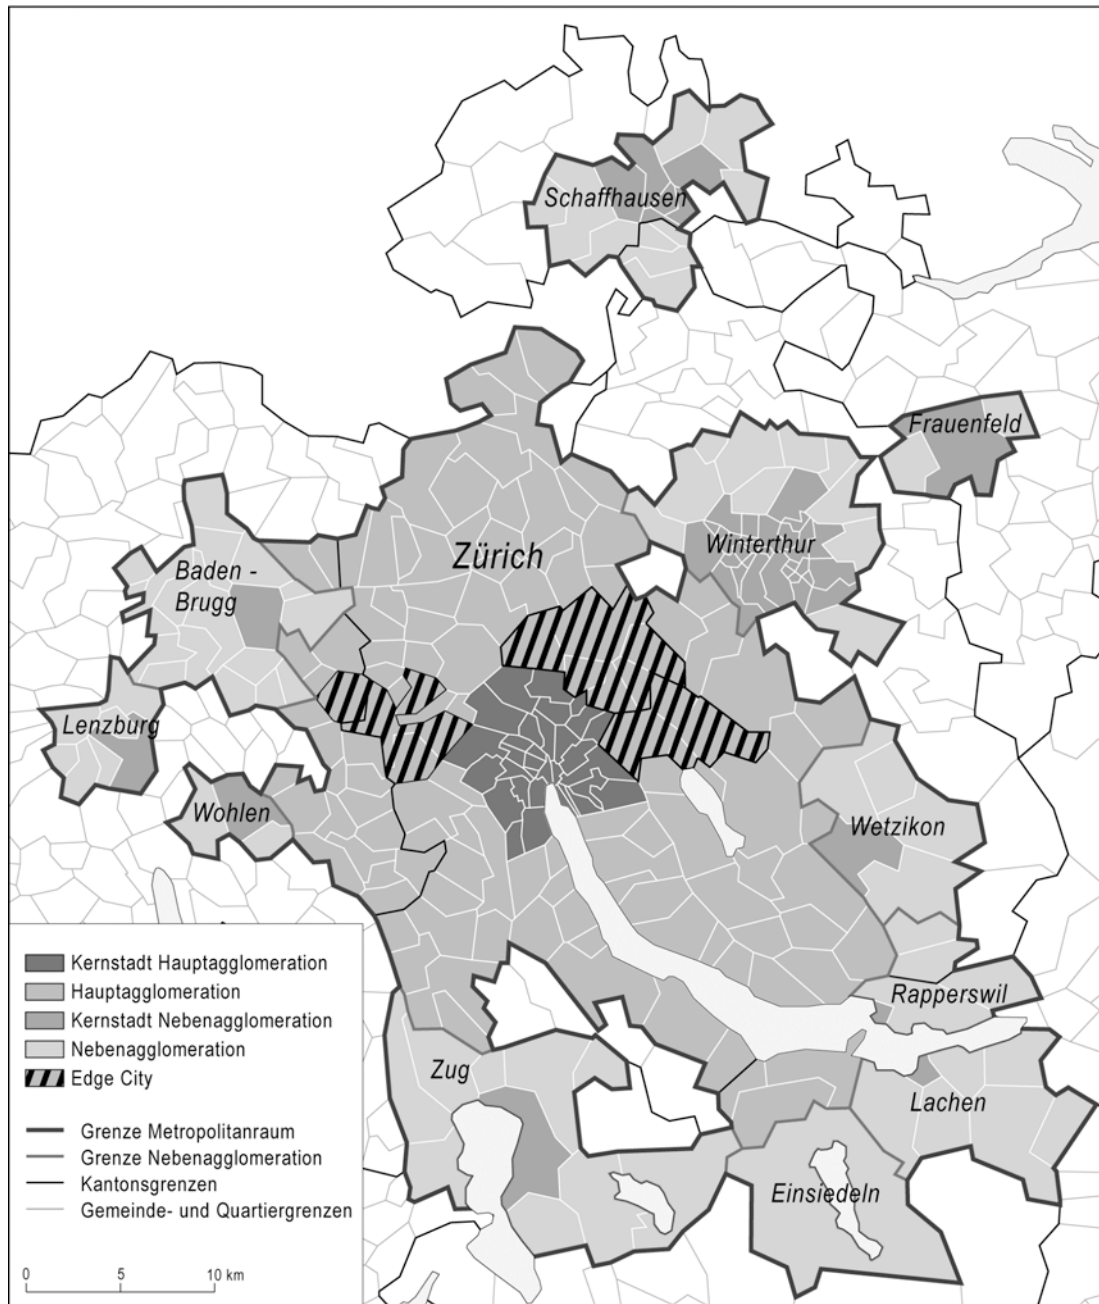 Schaffhausen
Frauenfeld
Zürich
Winterthur
Baden -
Brugg
Lenzburg
Wohlen
Wetzikon
Rapperswil
Zug
Lachen
Einsiedeln
Kernstadt Hauptagglomeration
Hauptagglomeration
Kernstadt Nebenagglomeration
Nebenagglomeration
Edge City
Grenze Metropolitanraum
Grenze Nebenagglomeration
Kantonsgrenzen
Gemeinde- und Quartiergrenzen
0 5 10 km